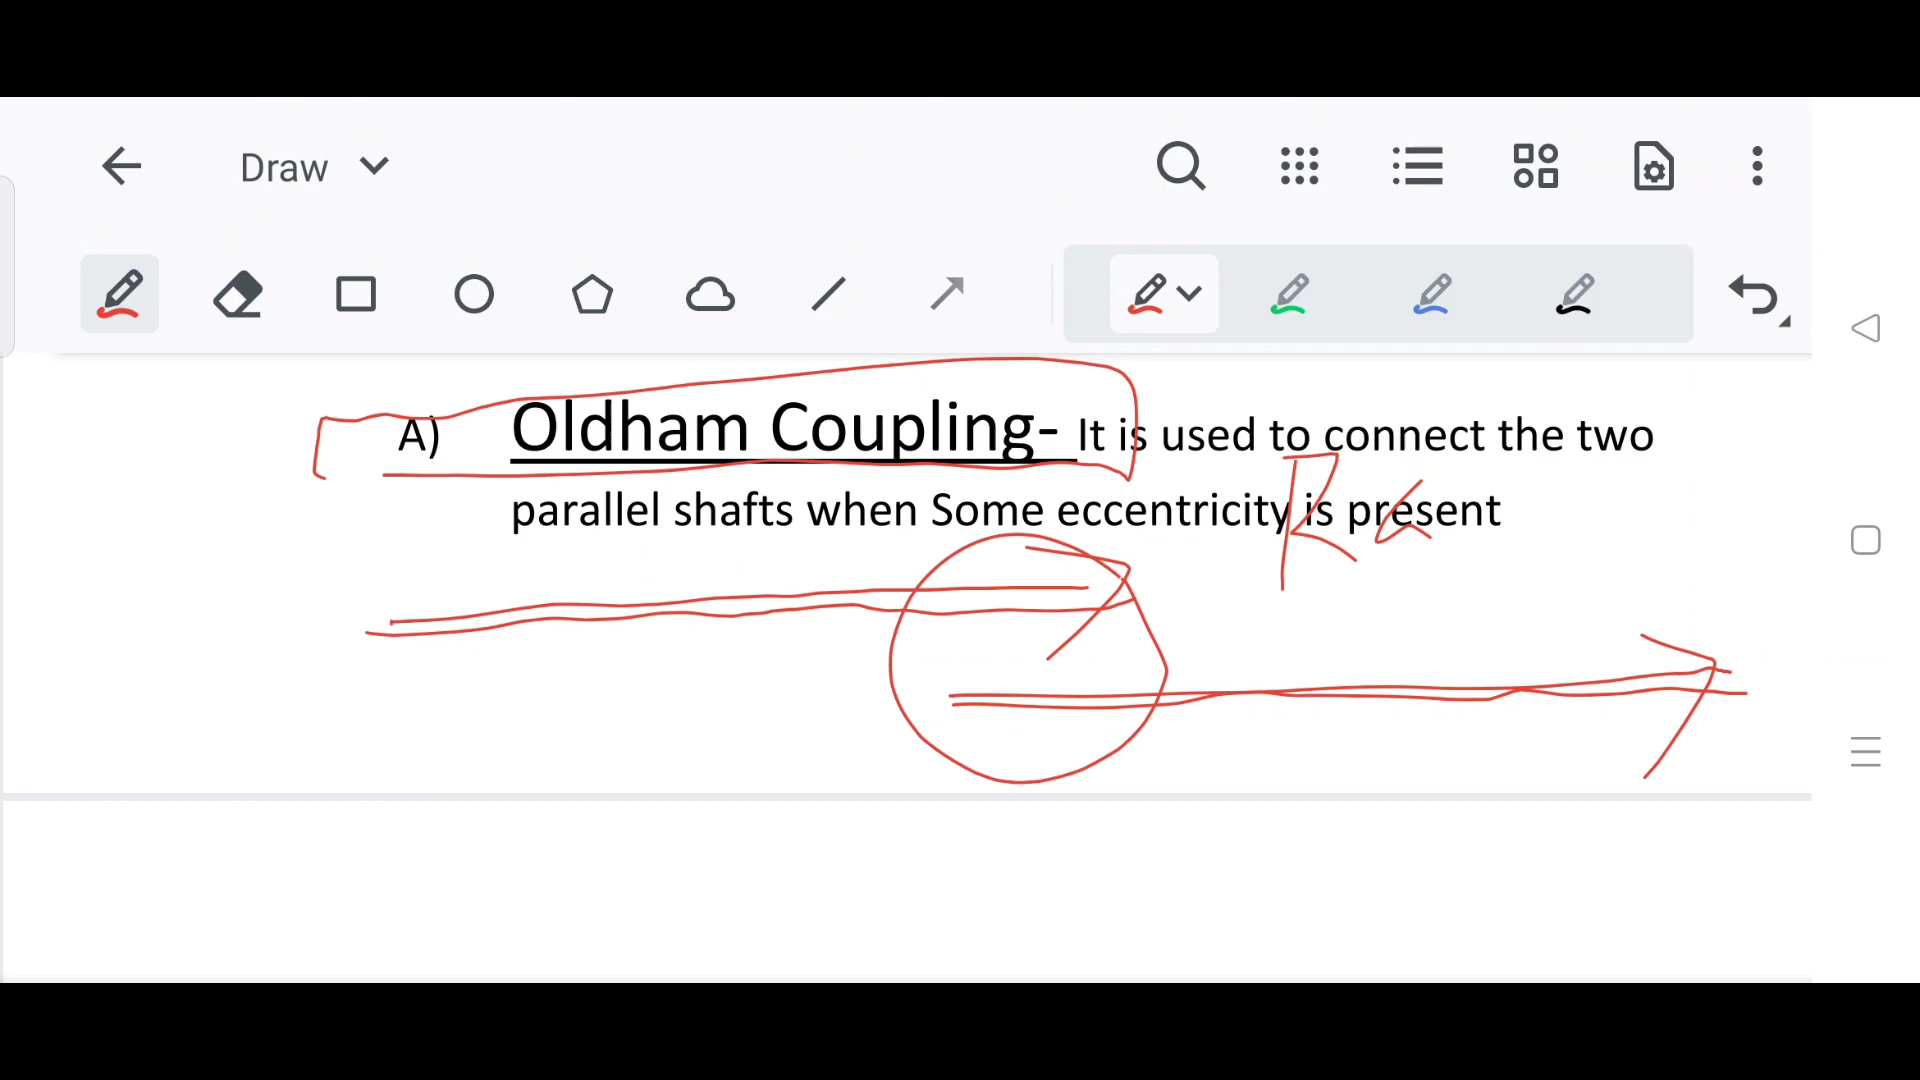 Draw
A) Oldham Coupling- It is used to connect the two
parallel shafts when Some eccentricity is present